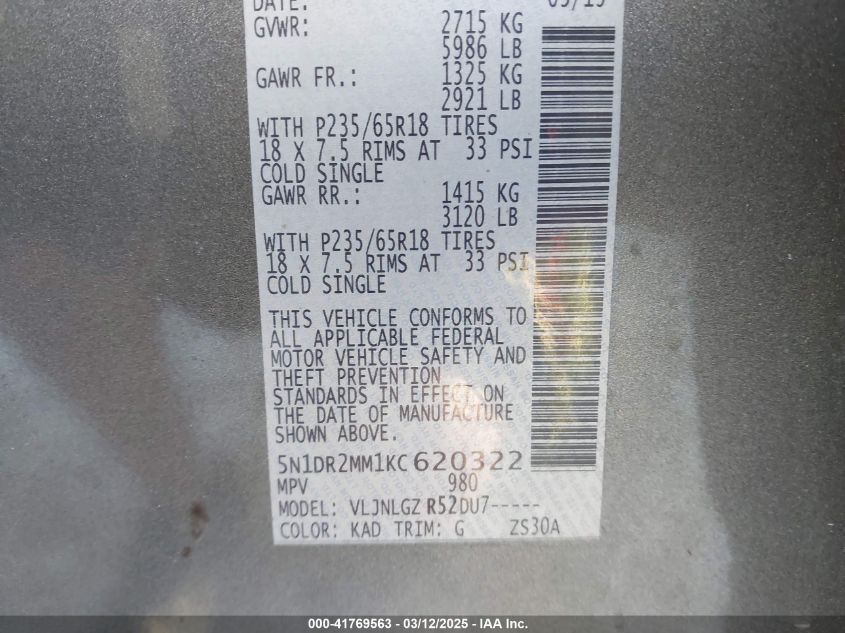 DATE: 05/19
GVWR: 2715 KG
5986 LB
GAWR FR.: 1325 KG
2921 LB
WITH P235/65R18 TIRES
18 X 7.5 RIMS AT 33 PSI
COLD SINGLE
GAWR RR.: 1415 KG
3120 LB
WITH P235/65R18 TIRES
18 X 7.5 RIMS AT 33 PSI
COLD SINGLE
THIS VEHICLE CONFORMS TO
ALL APPLICABLE FEDERAL
MOTOR VEHICLE SAFETY AND
THEFT PREVENTION
STANDARDS IN EFFECT ON
THE DATE OF MANUFACTURE
SHOWN ABOVE.
5N1DR2MM1KC620322
MPV 980
MODEL: VLJNLGZ R52DU7-----
COLOR: KAD TRIM: G ZS30A
000-41769563 - 03/12/2025 - IAA Inc.